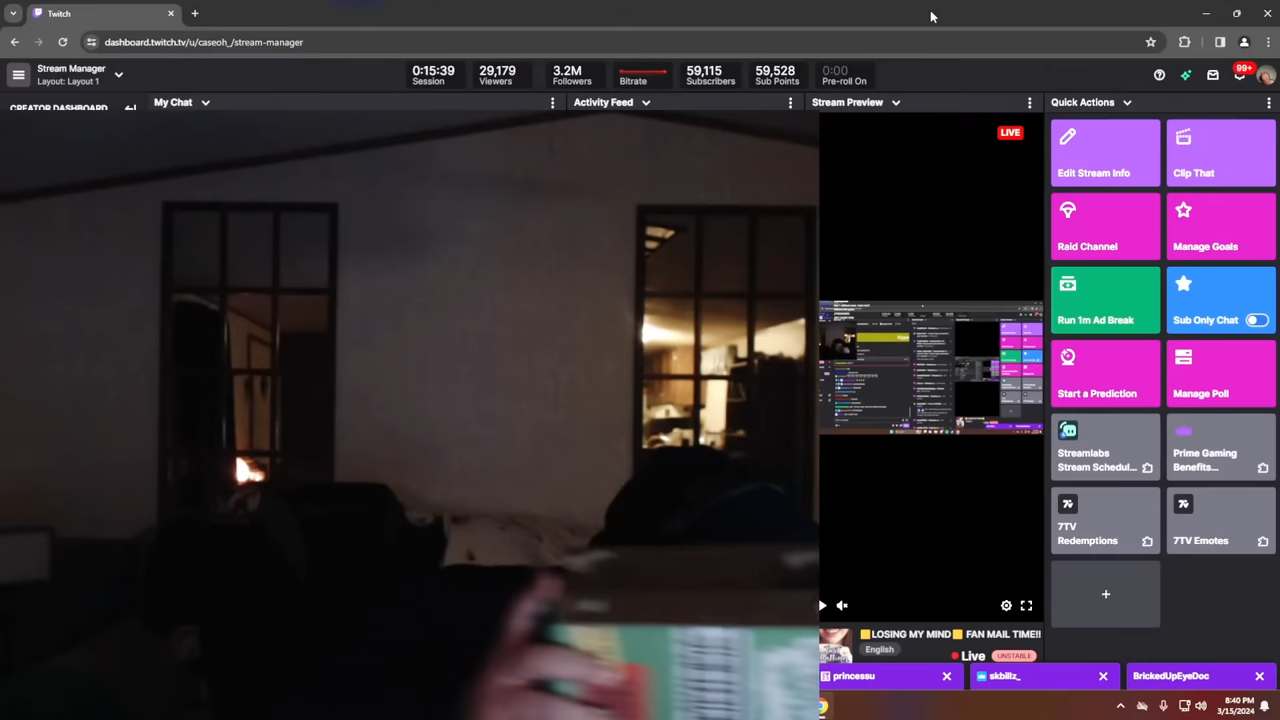 Twitch
dashboard.twitch.tv/u/caseoh_/stream-manager
Stream Manager
Layout: Layout 1
0:15:39
Session
29,179
Viewers
3.2M
Followers
Bitrate
59,115
Subscribers
59,528
Sub Points
0:00
Pre-roll On
99+
CREATOR DASHBOARD
My Chat
Activity Feed
Stream Preview
Quick Actions
LIVE
Edit Stream Info
Clip That
Raid Channel
Manage Goals
Run 1m Ad Break
Sub Only Chat
Start a Prediction
Manage Poll
Streamlabs
Stream Schedul...
Prime Gaming
Benefits...
7TV
Redemptions
7TV Emotes
+
LOSING MY MIND FAN MAIL TIME!!
English
Live
UNSTABLE
princessu
skbillz_
BrickedUpEyeDoc
8:40 PM
3/15/2024